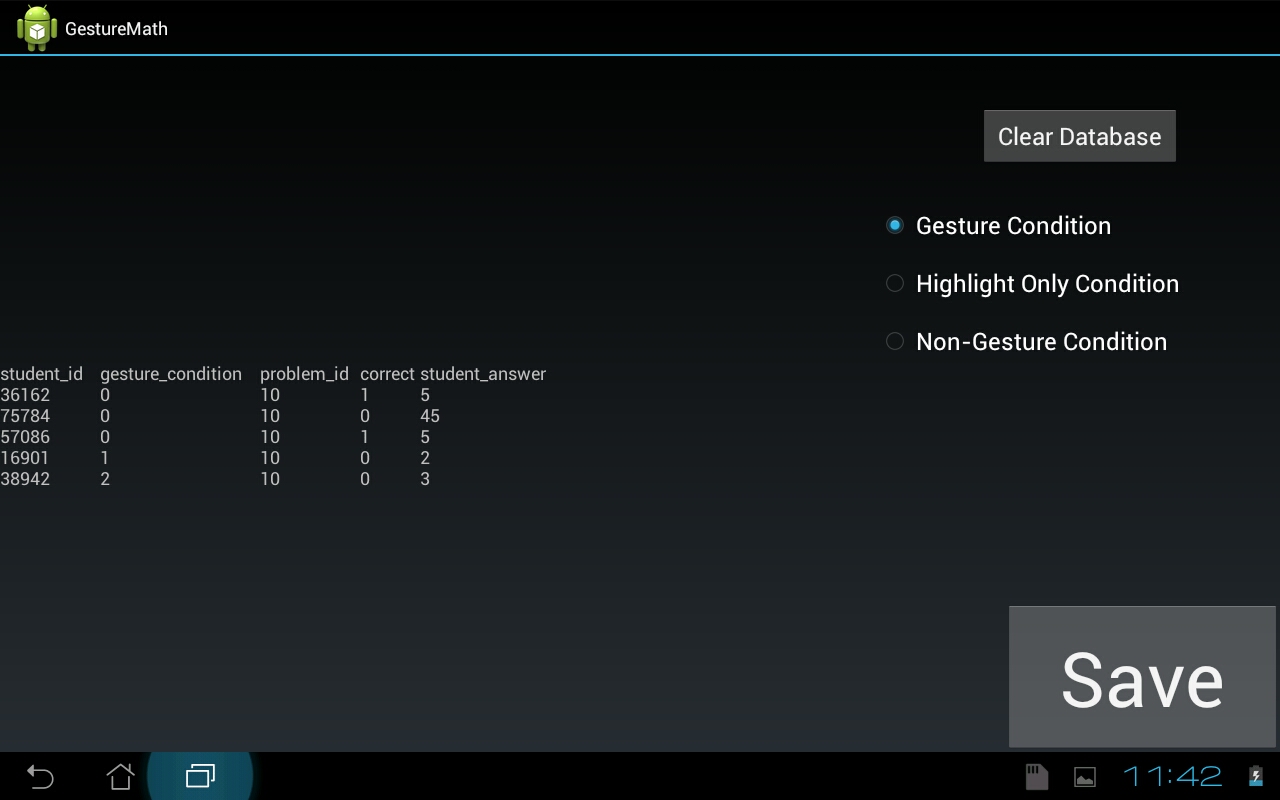 GestureMath
Clear Database
Gesture Condition
Highlight Only Condition
Non-Gesture Condition
student_id gesture_condition problem_id correct student_answer
36162 0 10 1 5
75784 0 10 0 45
57086 0 10 1 5
16901 1 10 0 2
38942 2 10 0 3
Save
11:42